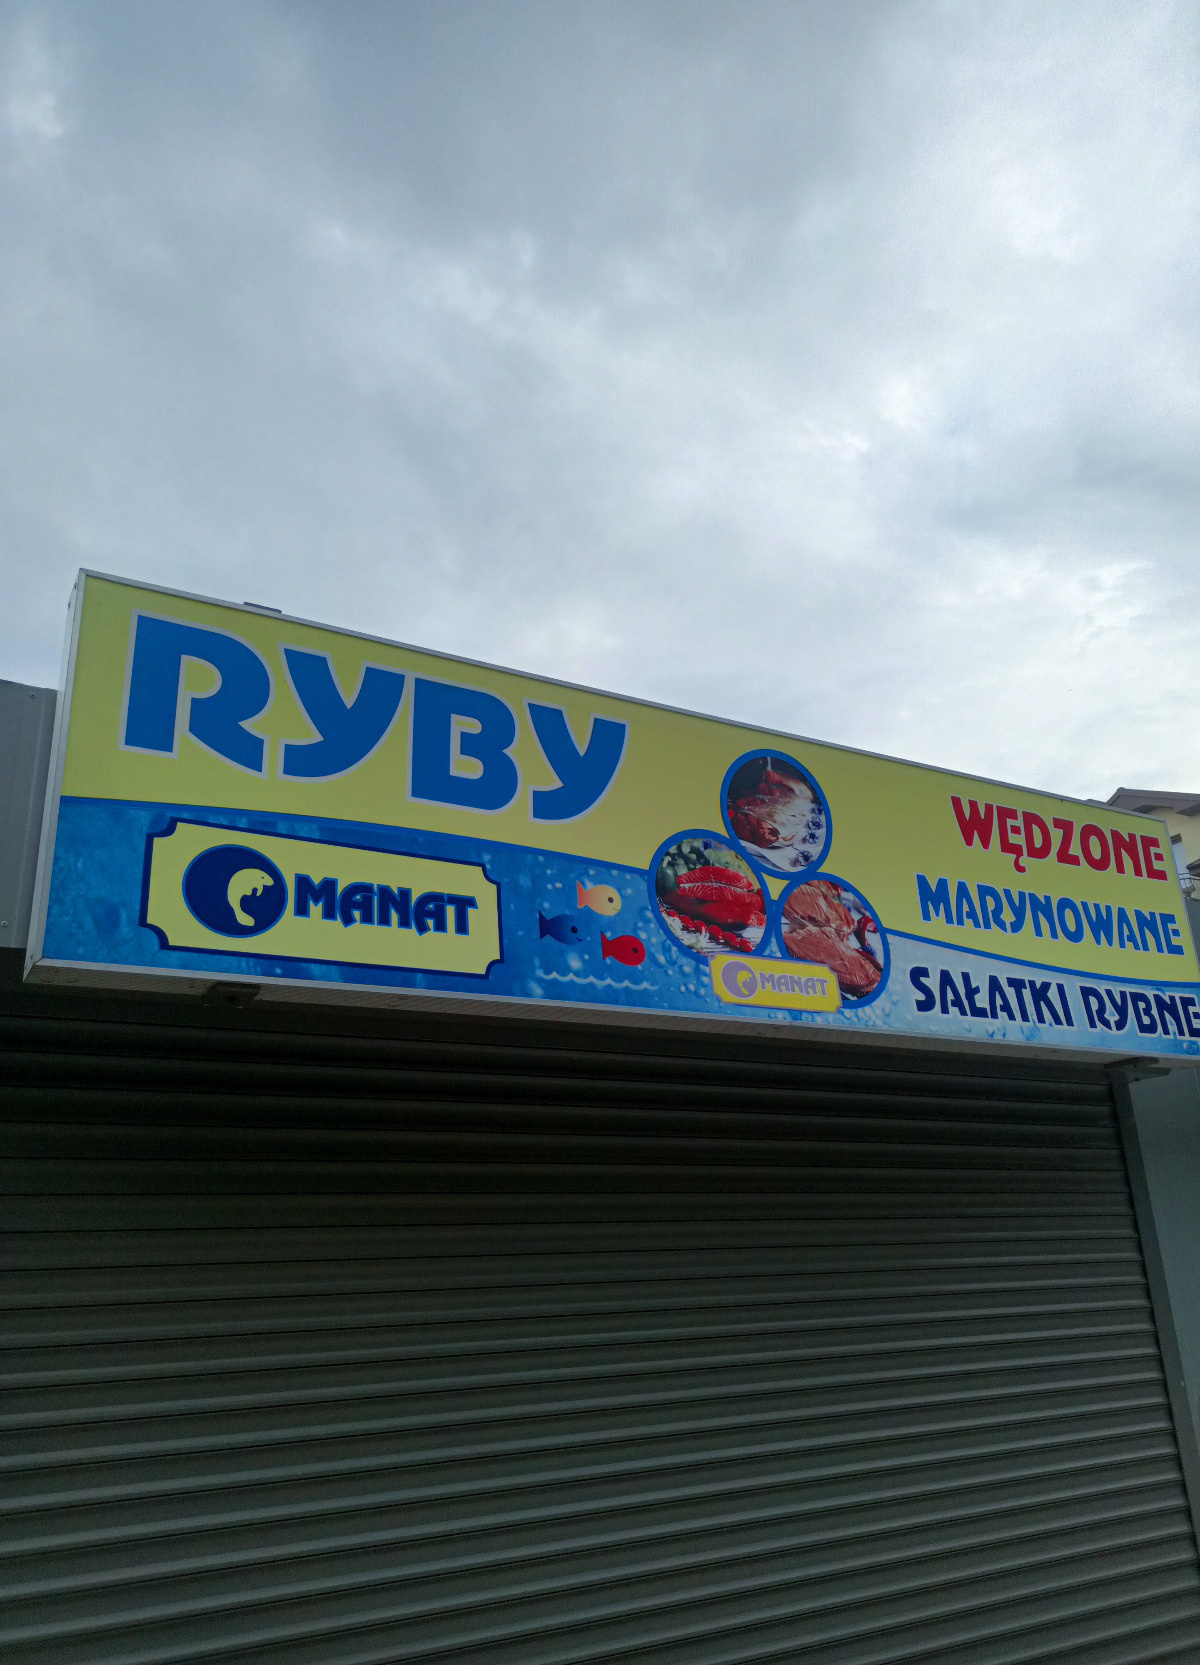 RYBY
MANAT
MANAT
WĘDZONE
MARYNOWANE
SAŁATKI RYBNE